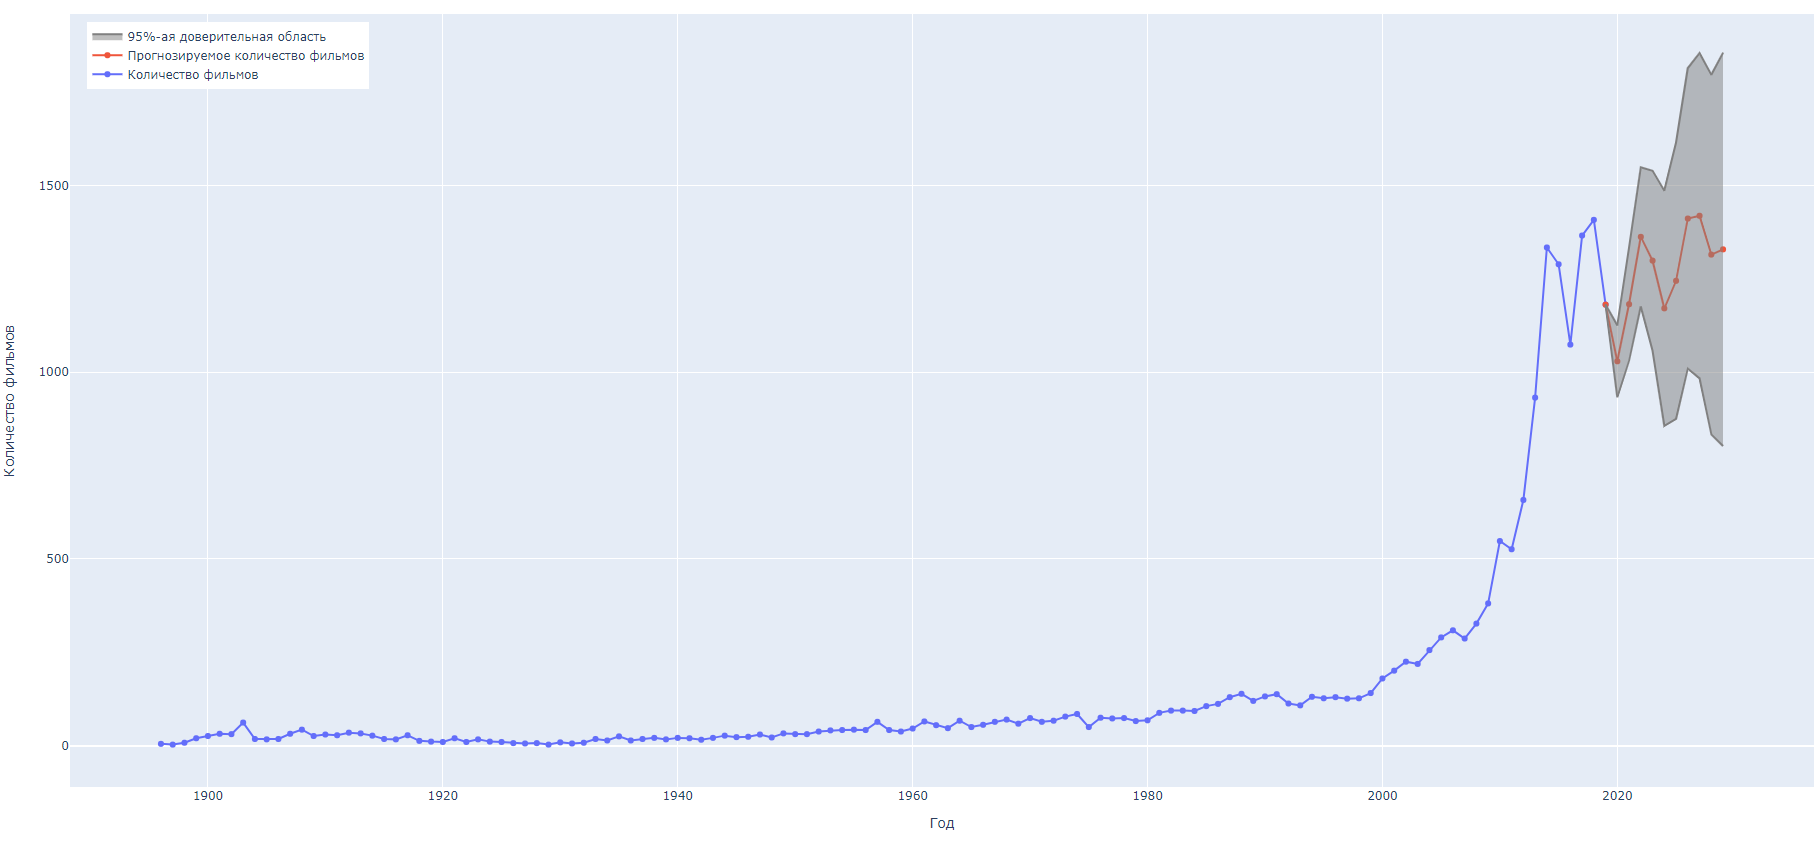 95%-ая доверительная область
Прогнозируемое количество фильмов
Количество фильмов
1500
1000
500
0
Количество фильмов
1900 1920 1940 1960 1980 2000 2020
Год